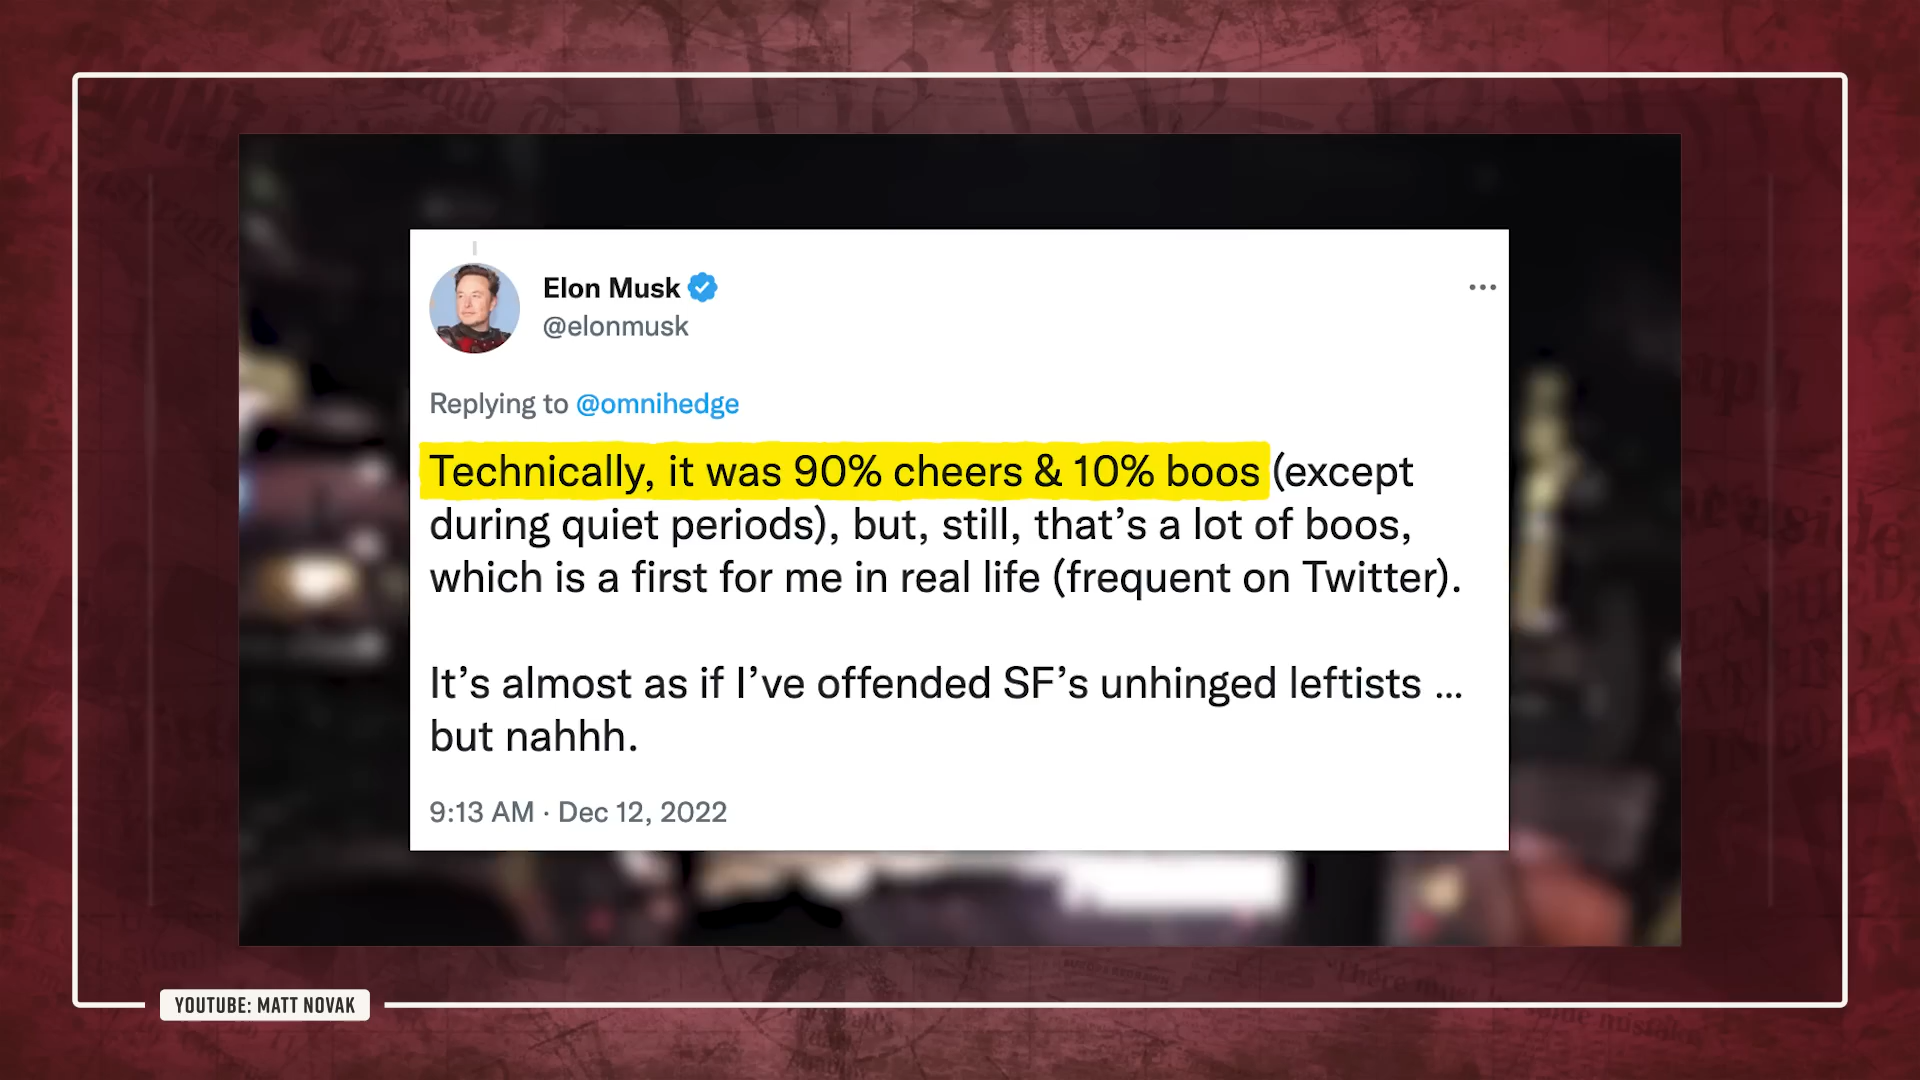 Elon Musk
@elonmusk
Replying to @omnihedge
Technically, it was 90% cheers & 10% boos (except
during quiet periods), but, still, that’s a lot of boos,
which is a first for me in real life (frequent on Twitter).
It’s almost as if I’ve offended SF’s unhinged leftists ...
but nahhh.
9:13 AM · Dec 12, 2022
YOUTUBE: MATT NOVAK